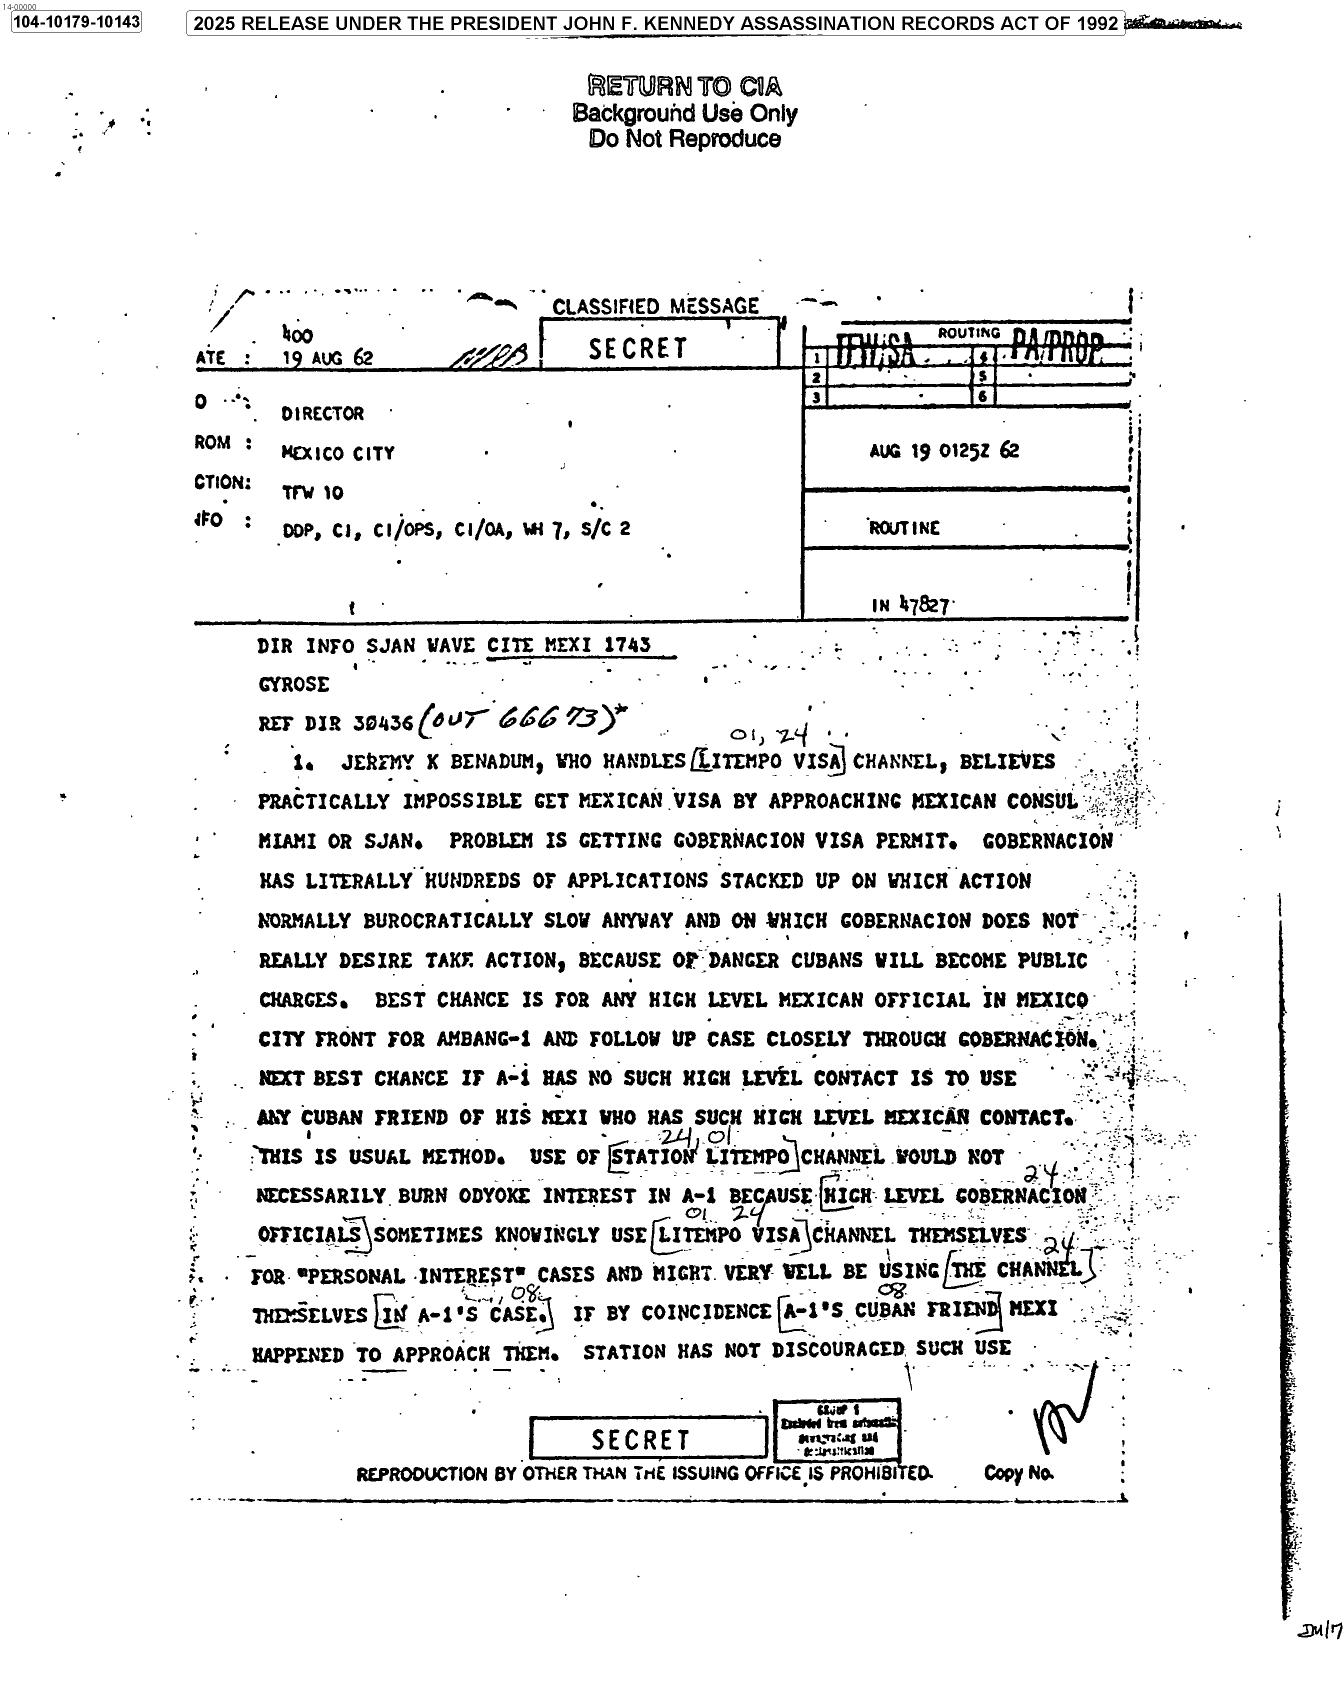 14-00000
104-10179-10143
2025 RELEASE UNDER THE PRESIDENT JOHN F. KENNEDY ASSASSINATION RECORDS ACT OF 1992
RETURN TO CIA
Background Use Only
Do Not Reproduce
CLASSIFIED MESSAGE
400
ATE : 19 AUG 62
SECRET
ROUTING
1 TFW/SA 4 PA/PROP
2 5
3 6
O : DIRECTOR
ROM : MEXICO CITY
AUG 19 0125Z 62
CTION: TFW 10
NFO : DDP, CI, CI/OPS, CI/OA, WH 7, S/C 2
ROUTINE
IN 47827
DIR INFO SJAN WAVE CITE MEXI 1743
GYROSE
REF DIR 30436 (OUT 66673)*
01, 24
1. JEREMY K BENADUM, WHO HANDLES [LITEMPO VISA] CHANNEL, BELIEVES
PRACTICALLY IMPOSSIBLE GET MEXICAN VISA BY APPROACHING MEXICAN CONSUL
MIAMI OR SJAN. PROBLEM IS GETTING GOBERNACION VISA PERMIT. GOBERNACION
HAS LITERALLY HUNDREDS OF APPLICATIONS STACKED UP ON WHICH ACTION
NORMALLY BUROCRATICALLY SLOW ANYWAY AND ON WHICH GOBERNACION DOES NOT
REALLY DESIRE TAKE ACTION, BECAUSE OF DANGER CUBANS WILL BECOME PUBLIC
CHARGES. BEST CHANCE IS FOR ANY HIGH LEVEL MEXICAN OFFICIAL IN MEXICO
CITY FRONT FOR AMBANG-1 AND FOLLOW UP CASE CLOSELY THROUGH GOBERNACION.
NEXT BEST CHANCE IF A-1 HAS NO SUCH HIGH LEVEL CONTACT IS TO USE
ANY CUBAN FRIEND OF HIS MEXI WHO HAS SUCH HIGH LEVEL MEXICAN CONTACT.
24, 01
THIS IS USUAL METHOD. USE OF [STATION LITEMPO] CHANNEL WOULD NOT
24
NECESSARILY BURN ODYOKE INTEREST IN A-1 BECAUSE [HIGH LEVEL GOBERNACION
01 24
OFFICIALS] SOMETIMES KNOWINGLY USE [LITEMPO VISA] CHANNEL THEMSELVES
24
FOR "PERSONAL INTEREST" CASES AND MIGHT VERY WELL BE USING [THE CHANNEL]
08 08
THEMSELVES [IN A-1'S CASE.] IF BY COINCIDENCE [A-1'S CUBAN FRIEND] MEXI
HAPPENED TO APPROACH THEM. STATION HAS NOT DISCOURAGED SUCH USE
SECRET
GROUP 1
Excluded from automatic
downgrading and
declassification
REPRODUCTION BY OTHER THAN THE ISSUING OFFICE IS PROHIBITED. Copy No.